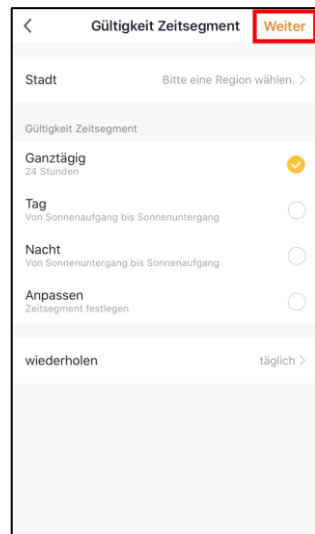 Gültigkeit Zeitsegment Weiter
Stadt Bitte eine Region wählen. >
Gültigkeit Zeitsegment
Ganztägig
24 Stunden
Tag
Von Sonnenaufgang bis Sonnenuntergang
Nacht
Von Sonnenuntergang bis Sonnenaufgang
Anpassen
Zeitsegment festlegen
wiederholen täglich >